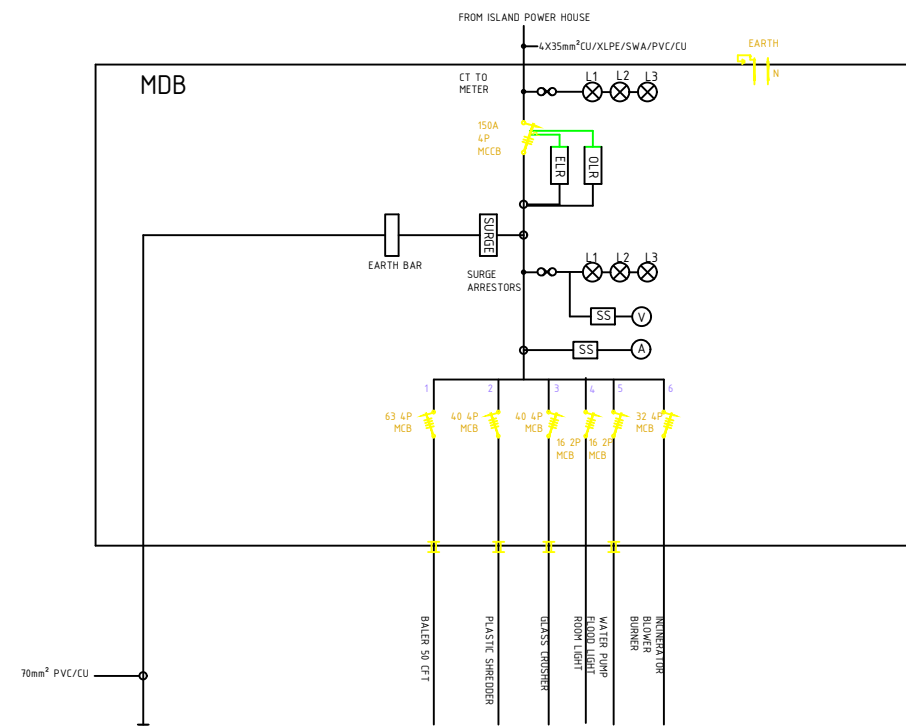 FROM ISLAND POWER HOUSE
4X35mm²CU/XLPE/SWA/PVC/CU
EARTH
N
MDB
CT TO
METER
L1 L2 L3
150A
4P
MCCB
ELR
OLR
SURGE
EARTH BAR
SURGE
ARRESTORS
L1 L2 L3
SS V
SS A
1 2 3 4 5 6
63 4P
MCB
40 4P
MCB
40 4P
MCB
16 2P
MCB
16 2P
MCB
32 4P
MCB
BALER 50 CFT
PLASTIC SHREDDER
GLASS CRUSHER
FLOOD LIGHT
ROOM LIGHT
WATER PUMP
INCINERATOR
BLOWER
BURNER
70mm² PVC/CU